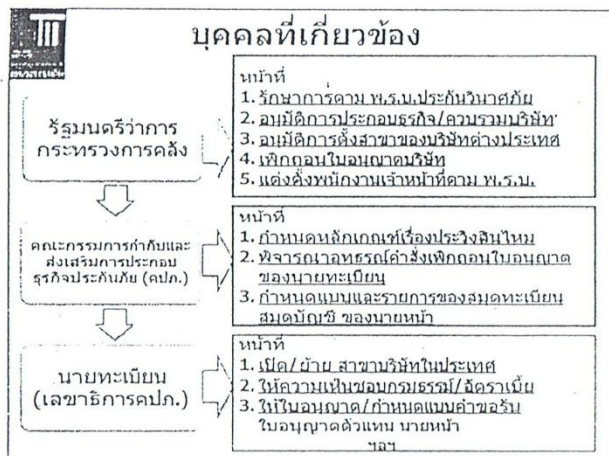 บุคคลที่เกี่ยวข้อง
รัฐมนตรีว่าการ
กระทรวงการคลัง
หน้าที่
1. รักษาการตาม พ.ร.บ.ประกันวินาศภัย
2. อนุมัติการประกอบธุรกิจ/ควบรวมบริษัท
3. อนุมัติการตั้งสาขาของบริษัทต่างประเทศ
4. เพิกถอนใบอนุญาตบริษัท
5. แต่งตั้งพนักงานเจ้าหน้าที่ตาม พ.ร.บ.
คณะกรรมการกำกับและ
ส่งเสริมการประกอบ
ธุรกิจประกันภัย (คปภ.)
หน้าที่
1. กำหนดหลักเกณฑ์เรื่องประวิงสินไหม
2. พิจารณาอุทธรณ์คำสั่งเพิกถอนใบอนุญาต
ของนายทะเบียน
3. กำหนดแบบและรายการของสมุดทะเบียน
สมุดบัญชี ของนายหน้า
นายทะเบียน
(เลขาธิการคปภ.)
หน้าที่
1. เปิด/ย้าย สาขาบริษัทในประเทศ
2. ให้ความเห็นชอบกรมธรรม์/อัตราเบี้ย
3. ให้ใบอนุญาต/กำหนดแบบคำขอรับ
ใบอนุญาตตัวแทน นายหน้า
ฯลฯ